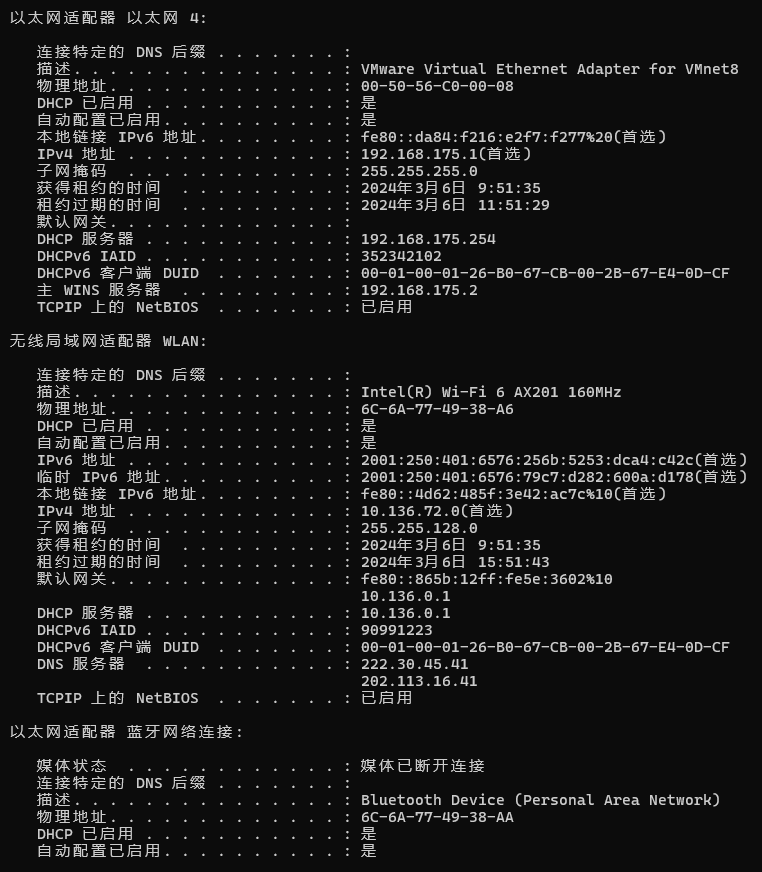 以太网适配器 以太网 4:
连接特定的 DNS 后缀 . . . . . . . :
描述. . . . . . . . . . . . . . . : VMware Virtual Ethernet Adapter for VMnet8
物理地址. . . . . . . . . . . . . : 00-50-56-C0-00-08
DHCP 已启用 . . . . . . . . . . . : 是
自动配置已启用. . . . . . . . . . : 是
本地链接 IPv6 地址. . . . . . . . : fe80::da84:f216:e2f7:f277%20(首选)
IPv4 地址 . . . . . . . . . . . . : 192.168.175.1(首选)
子网掩码  . . . . . . . . . . . . : 255.255.255.0
获得租约的时间  . . . . . . . . . : 2024年3月6日 9:51:35
租约过期的时间  . . . . . . . . . : 2024年3月6日 11:51:29
默认网关. . . . . . . . . . . . . :
DHCP 服务器 . . . . . . . . . . . : 192.168.175.254
DHCPv6 IAID . . . . . . . . . . . : 352342102
DHCPv6 客户端 DUID  . . . . . . . : 00-01-00-01-26-B0-67-CB-00-2B-67-E4-0D-CF
主 WINS 服务器  . . . . . . . . . : 192.168.175.2
TCPIP 上的 NetBIOS  . . . . . . . : 已启用
无线局域网适配器 WLAN:
连接特定的 DNS 后缀 . . . . . . . :
描述. . . . . . . . . . . . . . . : Intel(R) Wi-Fi 6 AX201 160MHz
物理地址. . . . . . . . . . . . . : 6C-6A-77-49-38-A6
DHCP 已启用 . . . . . . . . . . . : 是
自动配置已启用. . . . . . . . . . : 是
IPv6 地址 . . . . . . . . . . . . : 2001:250:401:6576:256b:5253:dca4:c42c(首选)
临时 IPv6 地址. . . . . . . . . . : 2001:250:401:6576:79c7:d282:600a:d178(首选)
本地链接 IPv6 地址. . . . . . . . : fe80::4d62:485f:3e42:ac7c%10(首选)
IPv4 地址 . . . . . . . . . . . . : 10.136.72.0(首选)
子网掩码  . . . . . . . . . . . . : 255.255.128.0
获得租约的时间  . . . . . . . . . : 2024年3月6日 9:51:35
租约过期的时间  . . . . . . . . . : 2024年3月6日 15:51:43
默认网关. . . . . . . . . . . . . : fe80::865b:12ff:fe5e:3602%10
10.136.0.1
DHCP 服务器 . . . . . . . . . . . : 10.136.0.1
DHCPv6 IAID . . . . . . . . . . . : 90991223
DHCPv6 客户端 DUID  . . . . . . . : 00-01-00-01-26-B0-67-CB-00-2B-67-E4-0D-CF
DNS 服务器  . . . . . . . . . . . : 222.30.45.41
202.113.16.41
TCPIP 上的 NetBIOS  . . . . . . . : 已启用
以太网适配器 蓝牙网络连接:
媒体状态  . . . . . . . . . . . . : 媒体已断开连接
连接特定的 DNS 后缀 . . . . . . . :
描述. . . . . . . . . . . . . . . : Bluetooth Device (Personal Area Network)
物理地址. . . . . . . . . . . . . : 6C-6A-77-49-38-AA
DHCP 已启用 . . . . . . . . . . . : 是
自动配置已启用. . . . . . . . . . : 是